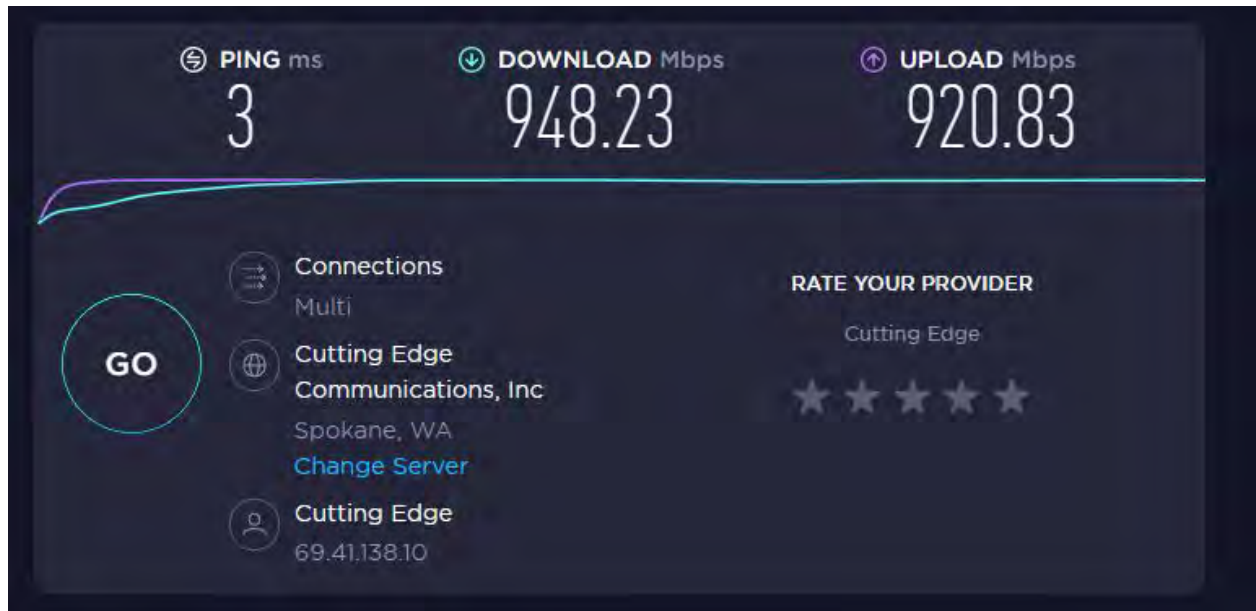 PING ms
3
DOWNLOAD Mbps
948.23
UPLOAD Mbps
920.83
GO
Connections
Multi
Cutting Edge
Communications, Inc
Spokane, WA
Change Server
Cutting Edge
69.41.138.10
RATE YOUR PROVIDER
Cutting Edge